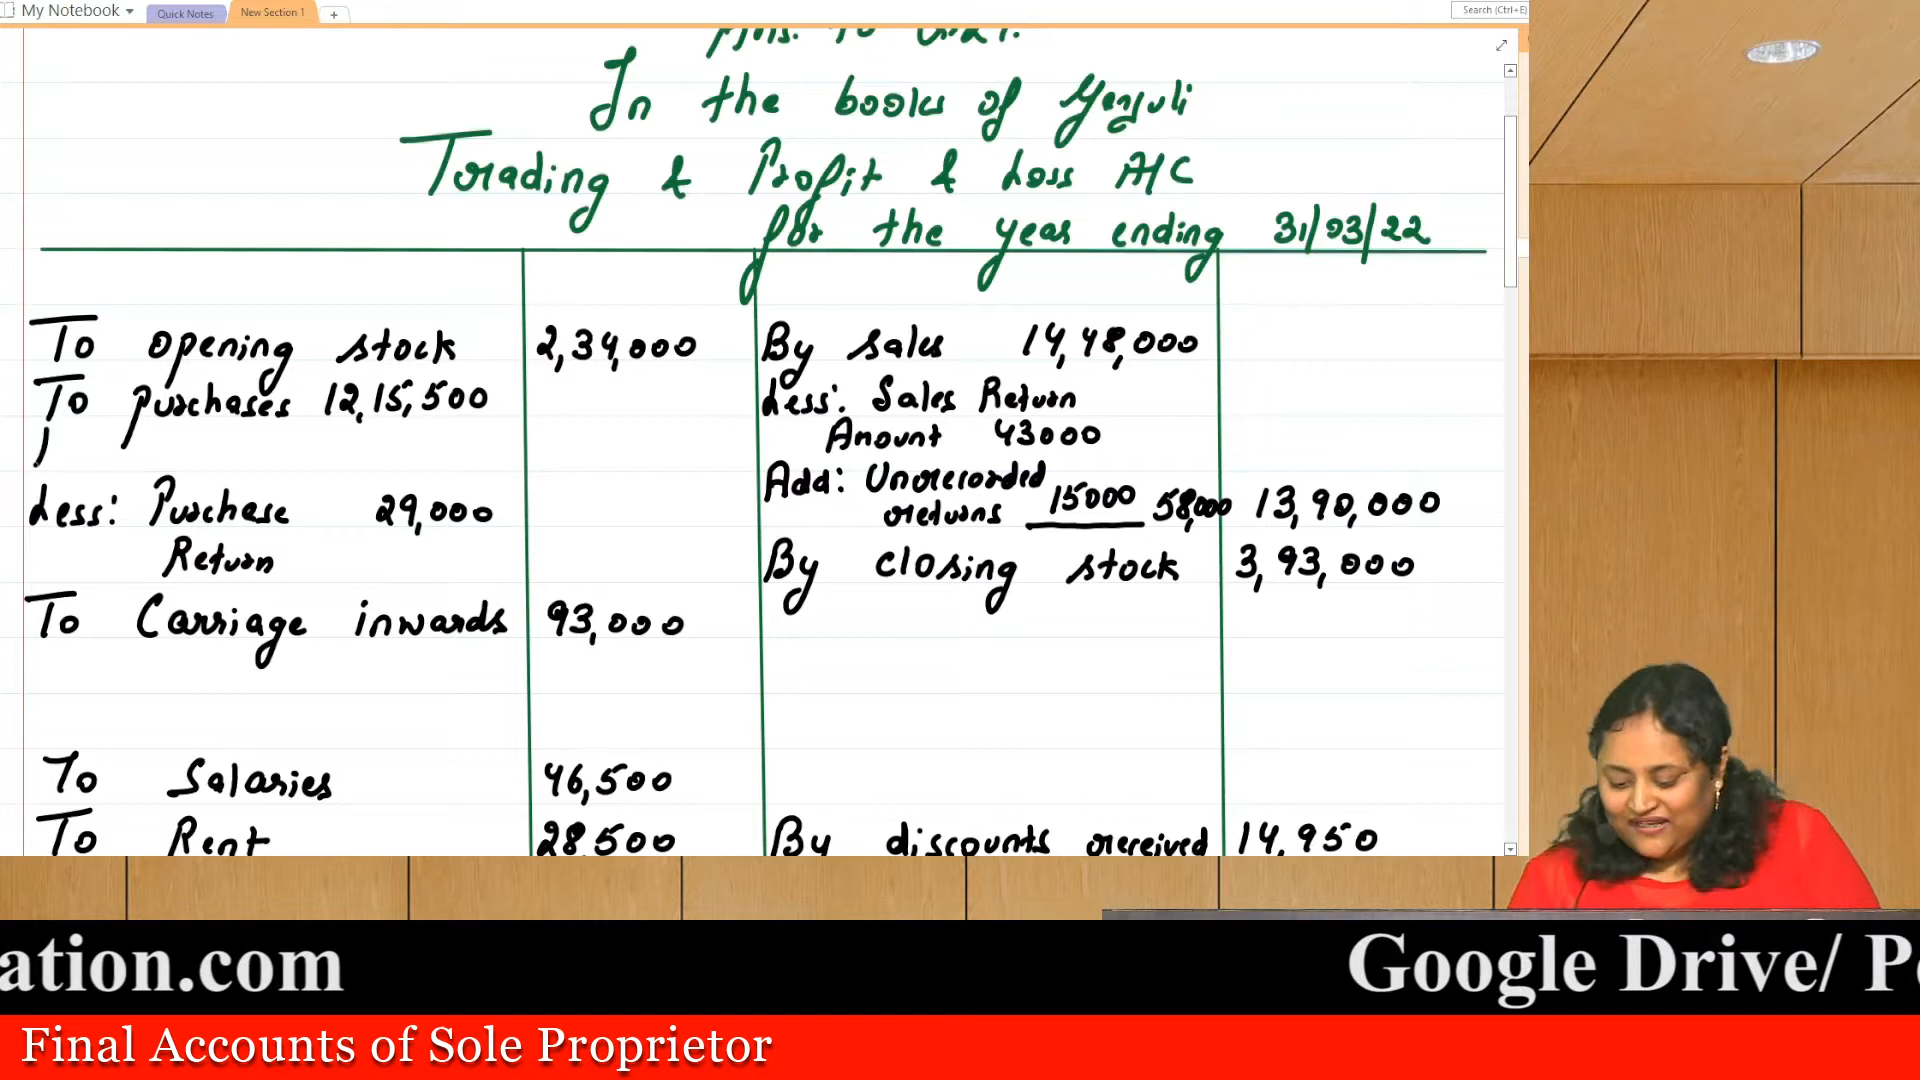 My Notebook
Quick Notes
New Section 1
+
Search (Ctrl+E)
In the books of
Trading & Profit & Loss A/C
for the year ending 31/03/22
To opening stock 2,34,000 By sales 14,48,000
To Purchases 12,15,500 Less: Sales Return
Amount 43000
Less: Purchase 29,000 Add: Unrecorded
Return returns 15000 58,000 13,90,000
By closing stock 3,93,000
To Carriage inwards 93,000
To Salaries 46,500
To Rent 28,500 By discounts received 14,950
ation.com Google Drive/ P
Final Accounts of Sole Proprietor